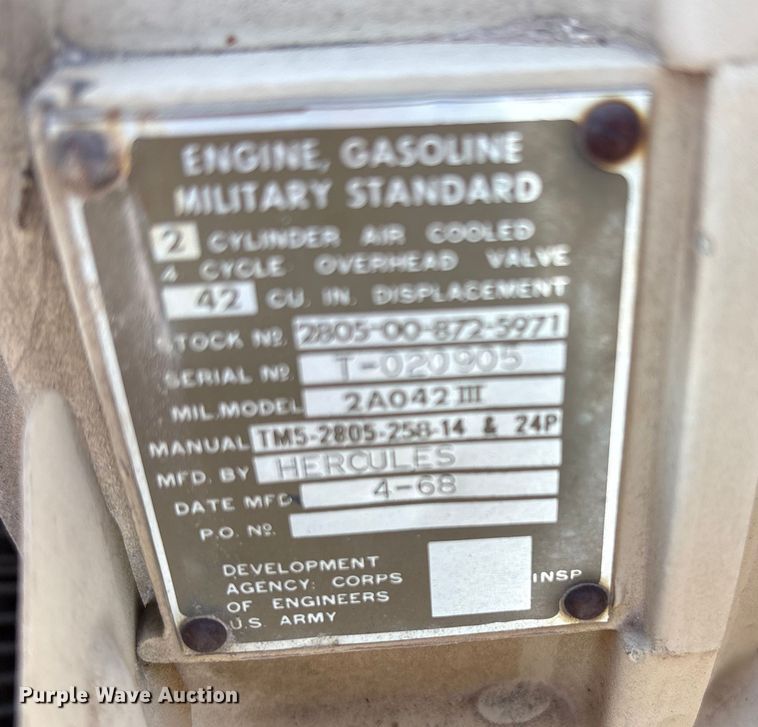 ENGINE, GASOLINE
MILITARY STANDARD
2 CYLINDER AIR COOLED
4 CYCLE OVERHEAD VALVE
42 CU. IN. DISPLACEMENT
STOCK Nº. 2805-00-872-5971
SERIAL Nº. T-020905
MIL. MODEL 2A042 III
MANUAL TM5-2805-258-14 & 24P
MFD. BY HERCULES
DATE MFG 4-68
P.O. Nº.
DEVELOPMENT
AGENCY: CORPS
OF ENGINEERS
U.S. ARMY
INSP
Purple Wave Auction